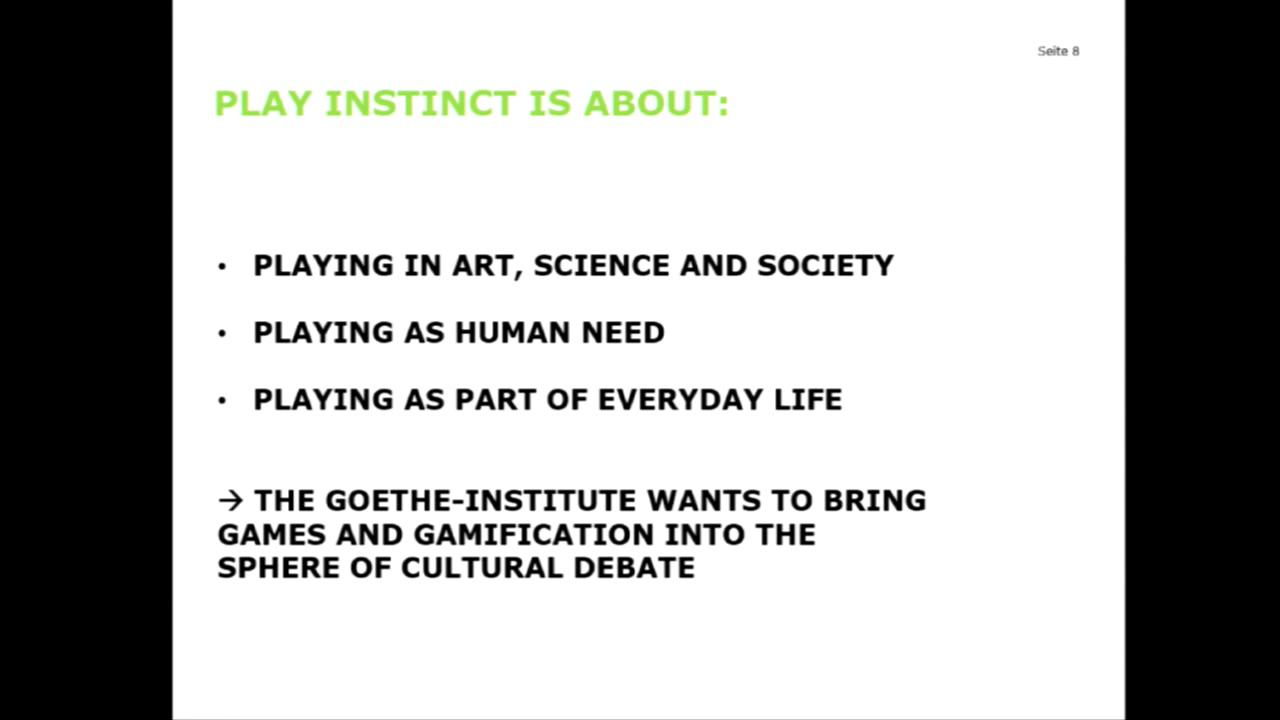 Seite 8
PLAY INSTINCT IS ABOUT:
• PLAYING IN ART, SCIENCE AND SOCIETY
• PLAYING AS HUMAN NEED
• PLAYING AS PART OF EVERYDAY LIFE
→ THE GOETHE-INSTITUTE WANTS TO BRING
GAMES AND GAMIFICATION INTO THE
SPHERE OF CULTURAL DEBATE